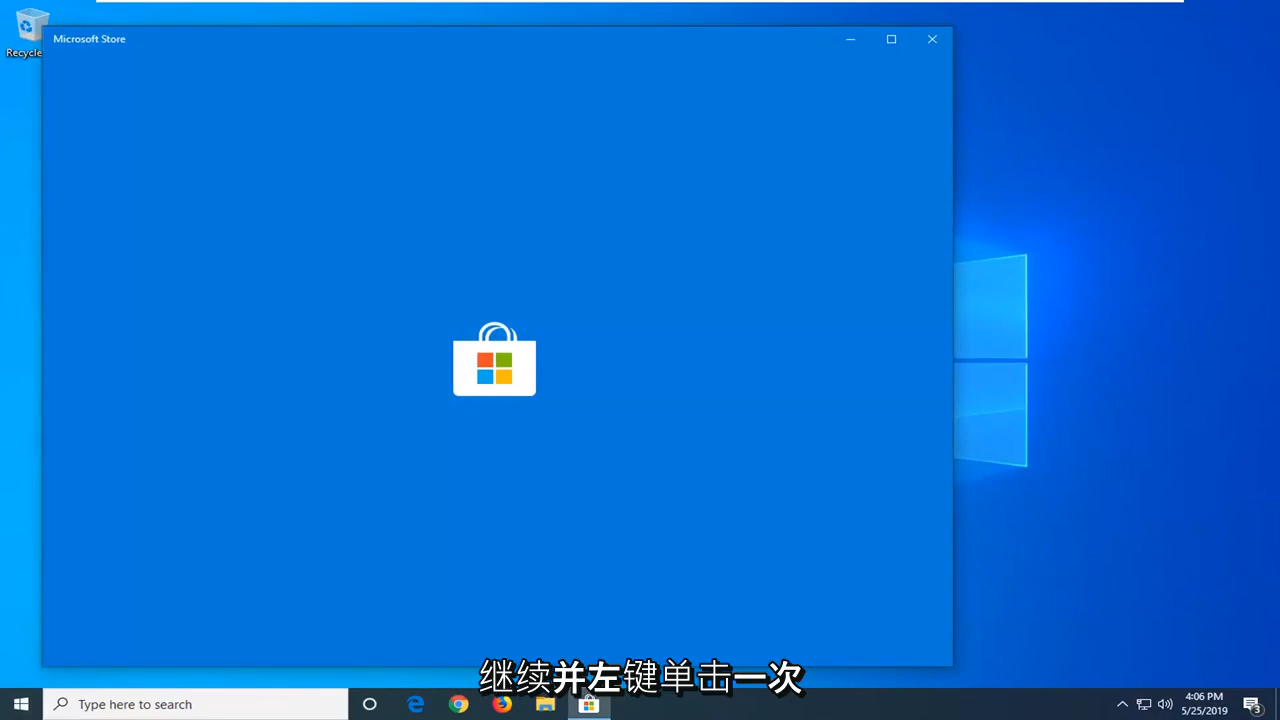 Microsoft Store
Recycle
继续并左键单击一次
Type here to search
4:06 PM
5/25/2019
3